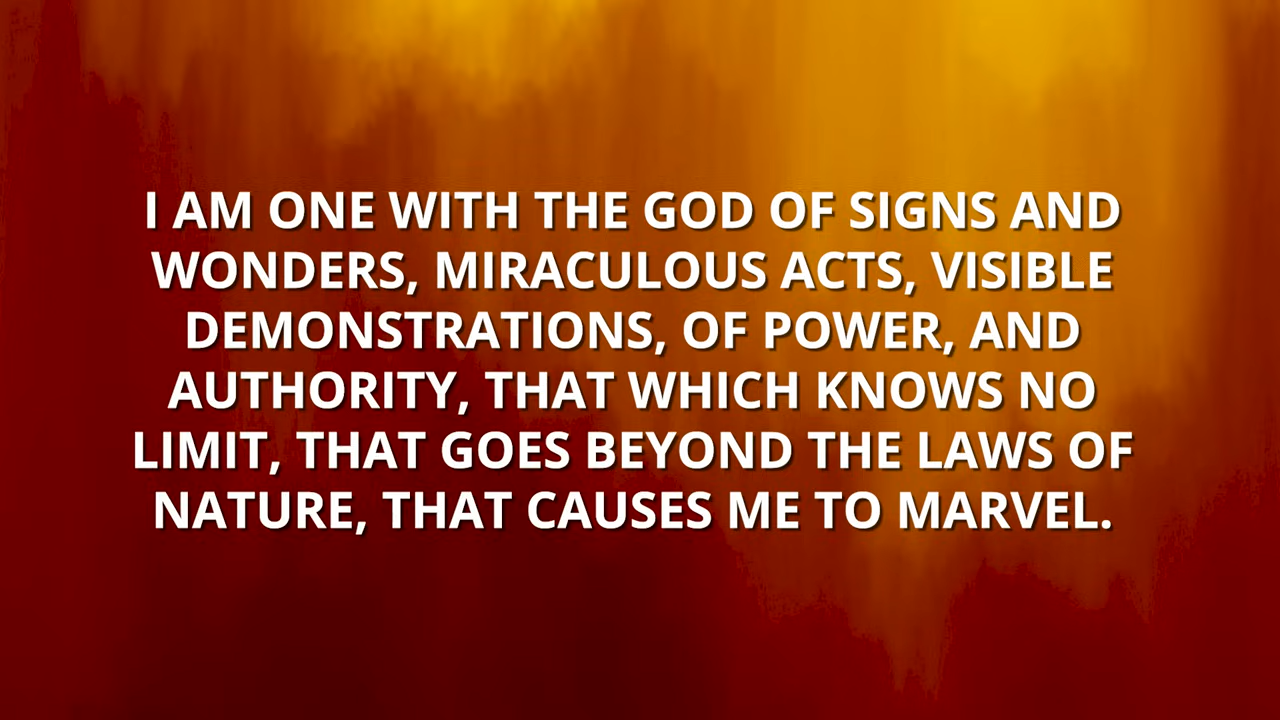 I AM ONE WITH THE GOD OF SIGNS AND
WONDERS, MIRACULOUS ACTS, VISIBLE
DEMONSTRATIONS, OF POWER, AND
AUTHORITY, THAT WHICH KNOWS NO
LIMIT, THAT GOES BEYOND THE LAWS OF
NATURE, THAT CAUSES ME TO MARVEL.